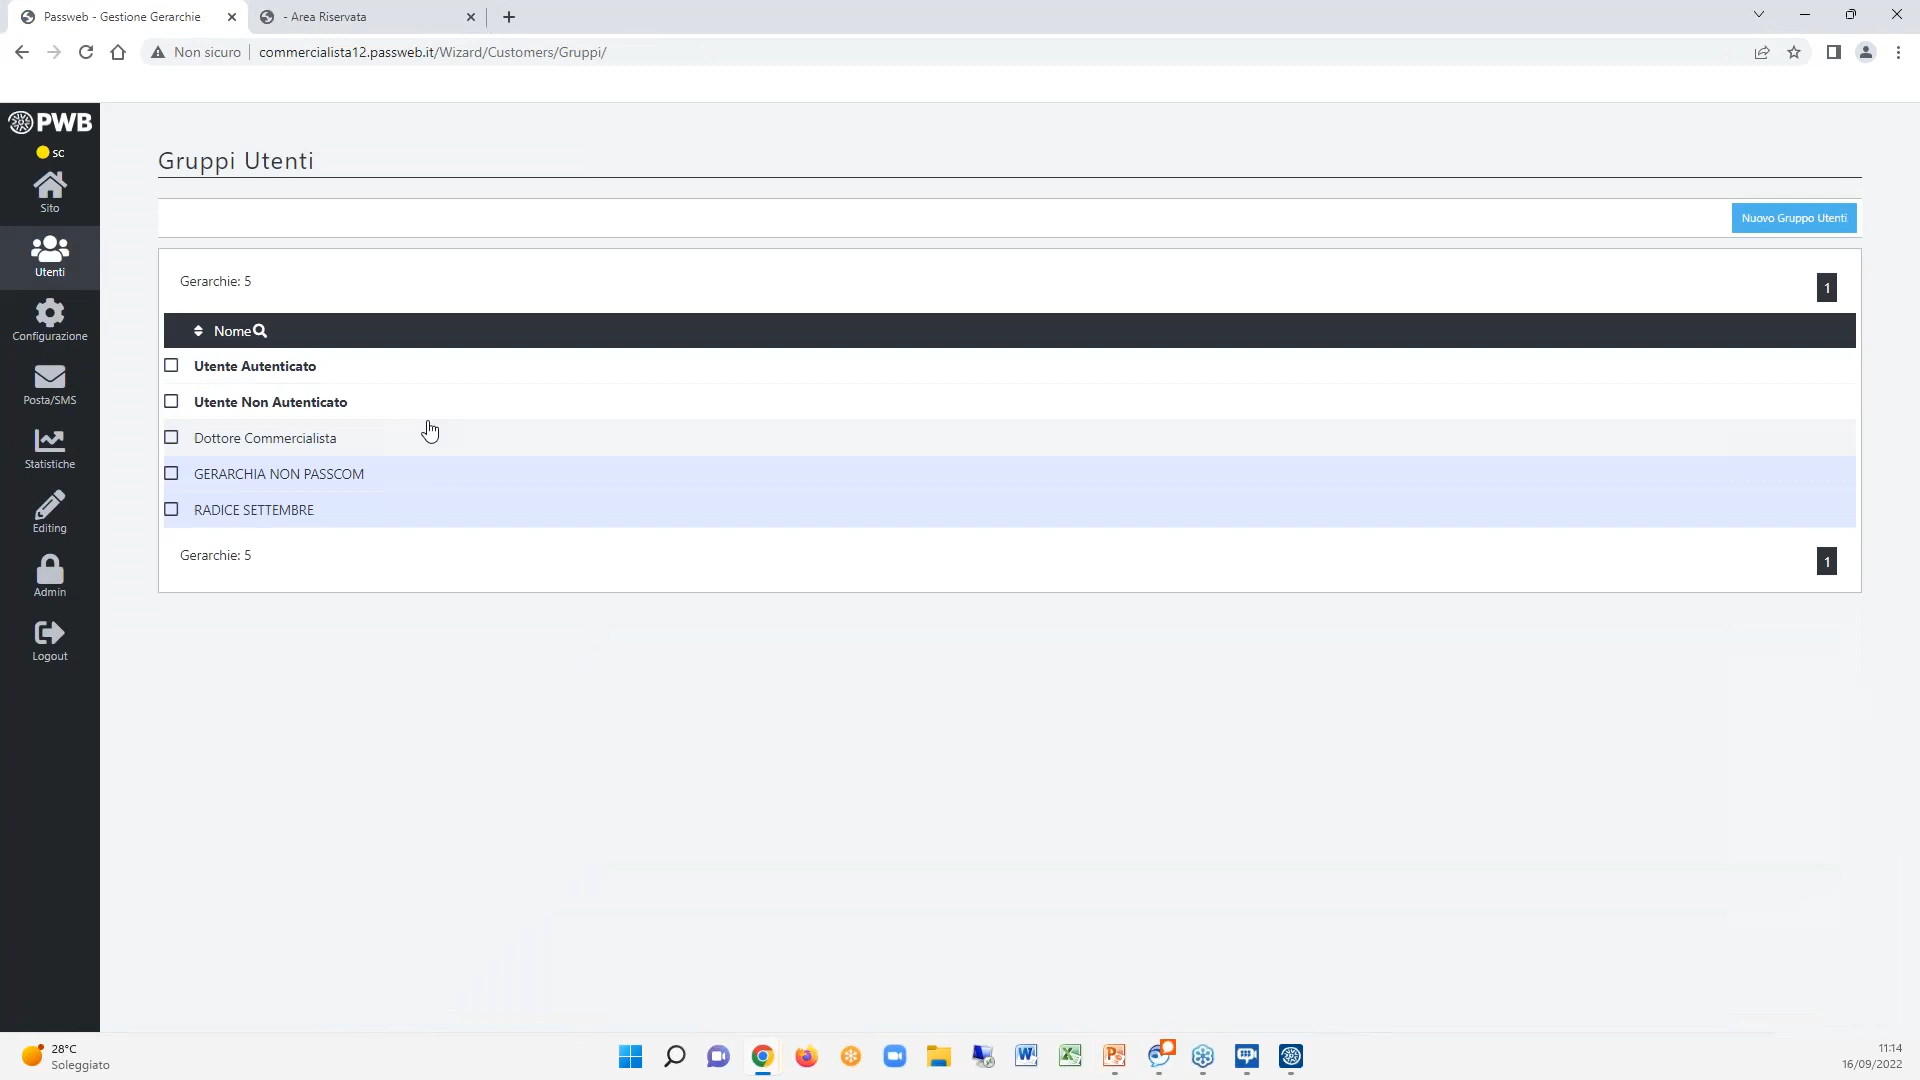 Passweb - Gestione Gerarchie
- Area Riservata
Non sicuro
commercialista12.passweb.it/Wizard/Customers/Gruppi/
PWB
sc
Sito
Utenti
Configurazione
Posta/SMS
Statistiche
Editing
Admin
Logout
Gruppi Utenti
Nuovo Gruppo Utenti
Gerarchie: 5
1
Nome
Utente Autenticato
Utente Non Autenticato
Dottore Commercialista
GERARCHIA NON PASSCOM
RADICE SETTEMBRE
Gerarchie: 5
1
28°C
Soleggiato
11:14
16/09/2022